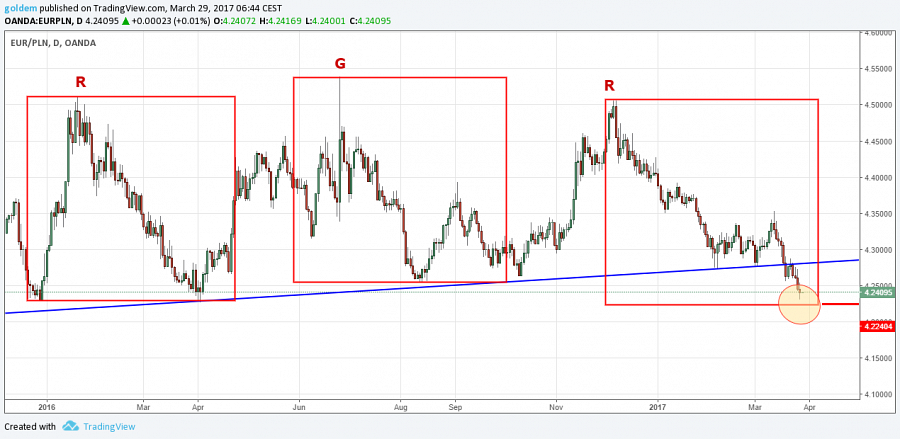 goldem published on TradingView.com, March 29, 2017 06:44 CEST
OANDA:EURPLN, D 4.24095 ▲ +0.00023 (+0.01%) O:4.24072 H:4.24169 L:4.24001 C:4.24095
EUR/PLN, D, OANDA
R
G
R
4.60000
4.55000
4.50000
4.45000
4.40000
4.35000
4.30000
4.25000
4.24095
4.22404
4.20000
4.15000
4.10000
2016 Mar Apr Jun Aug Sep Nov 2017 Mar Apr
Created with TradingView